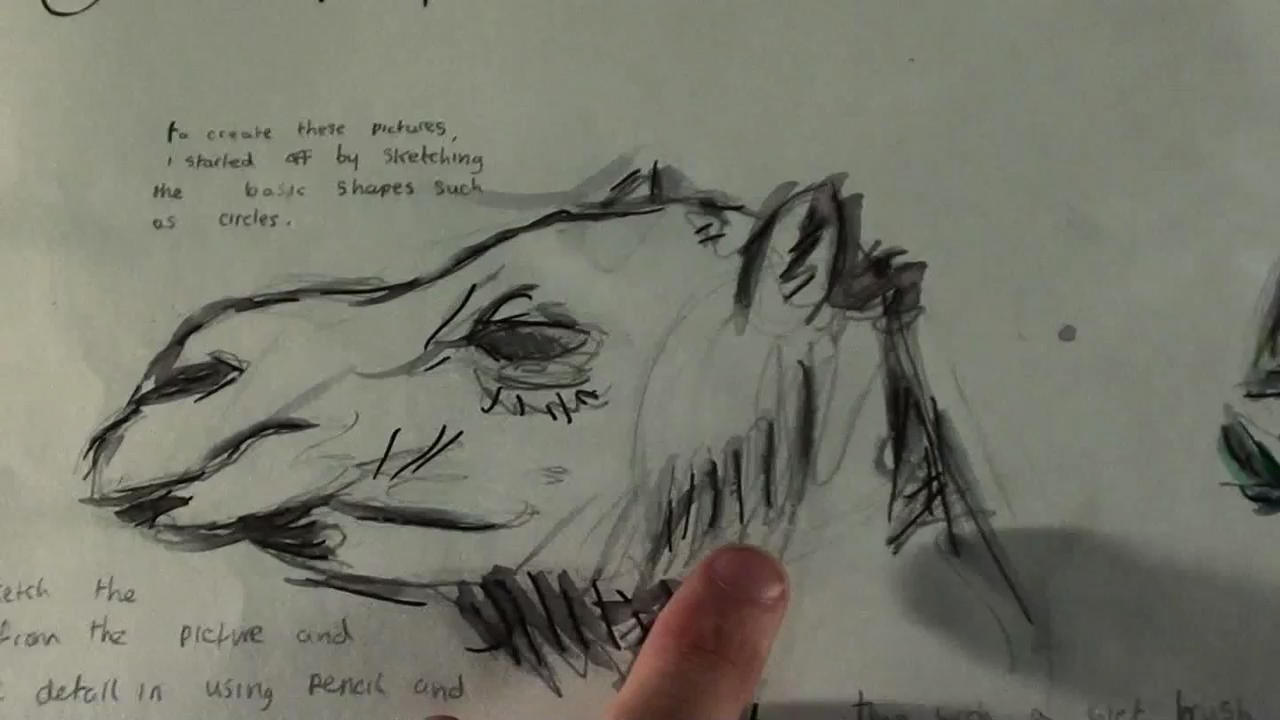 To create these pictures,
i started off by sketching
the basic shapes such
as circles.
the
from the picture and
detail in using pencil and
brush